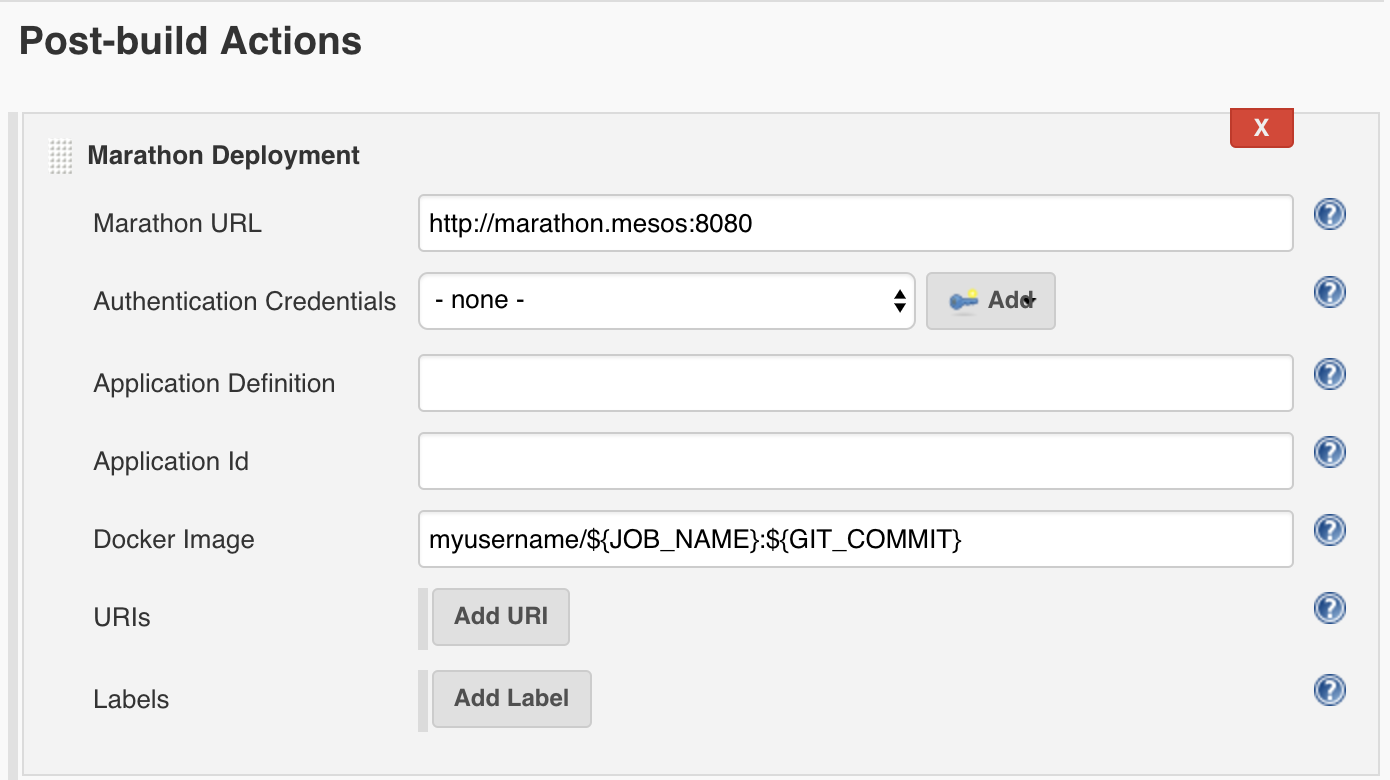 Post-build Actions
X
Marathon Deployment
Marathon URL http://marathon.mesos:8080
Authentication Credentials - none - Add
Application Definition
Application Id
Docker Image myusername/${JOB_NAME}:${GIT_COMMIT}
URIs Add URI
Labels Add Label